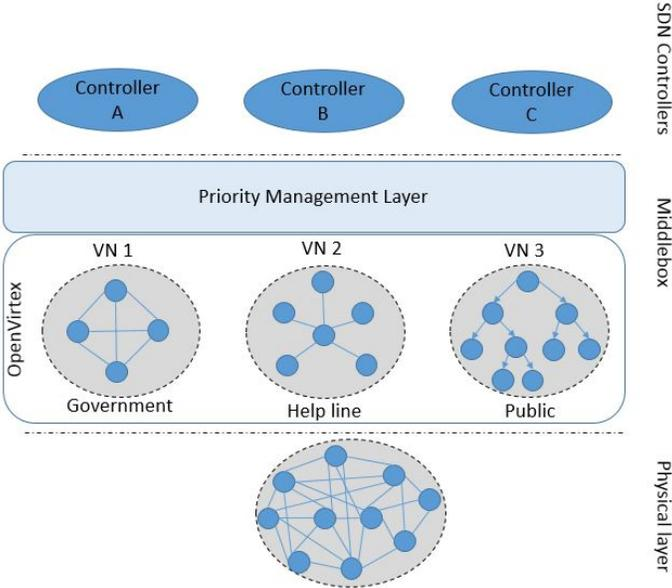 SDN Controllers
Controller
A
Controller
B
Controller
C
Middlebox
Priority Management Layer
OpenVirtex
VN 1
VN 2
VN 3
Government
Help line
Public
Physical layer